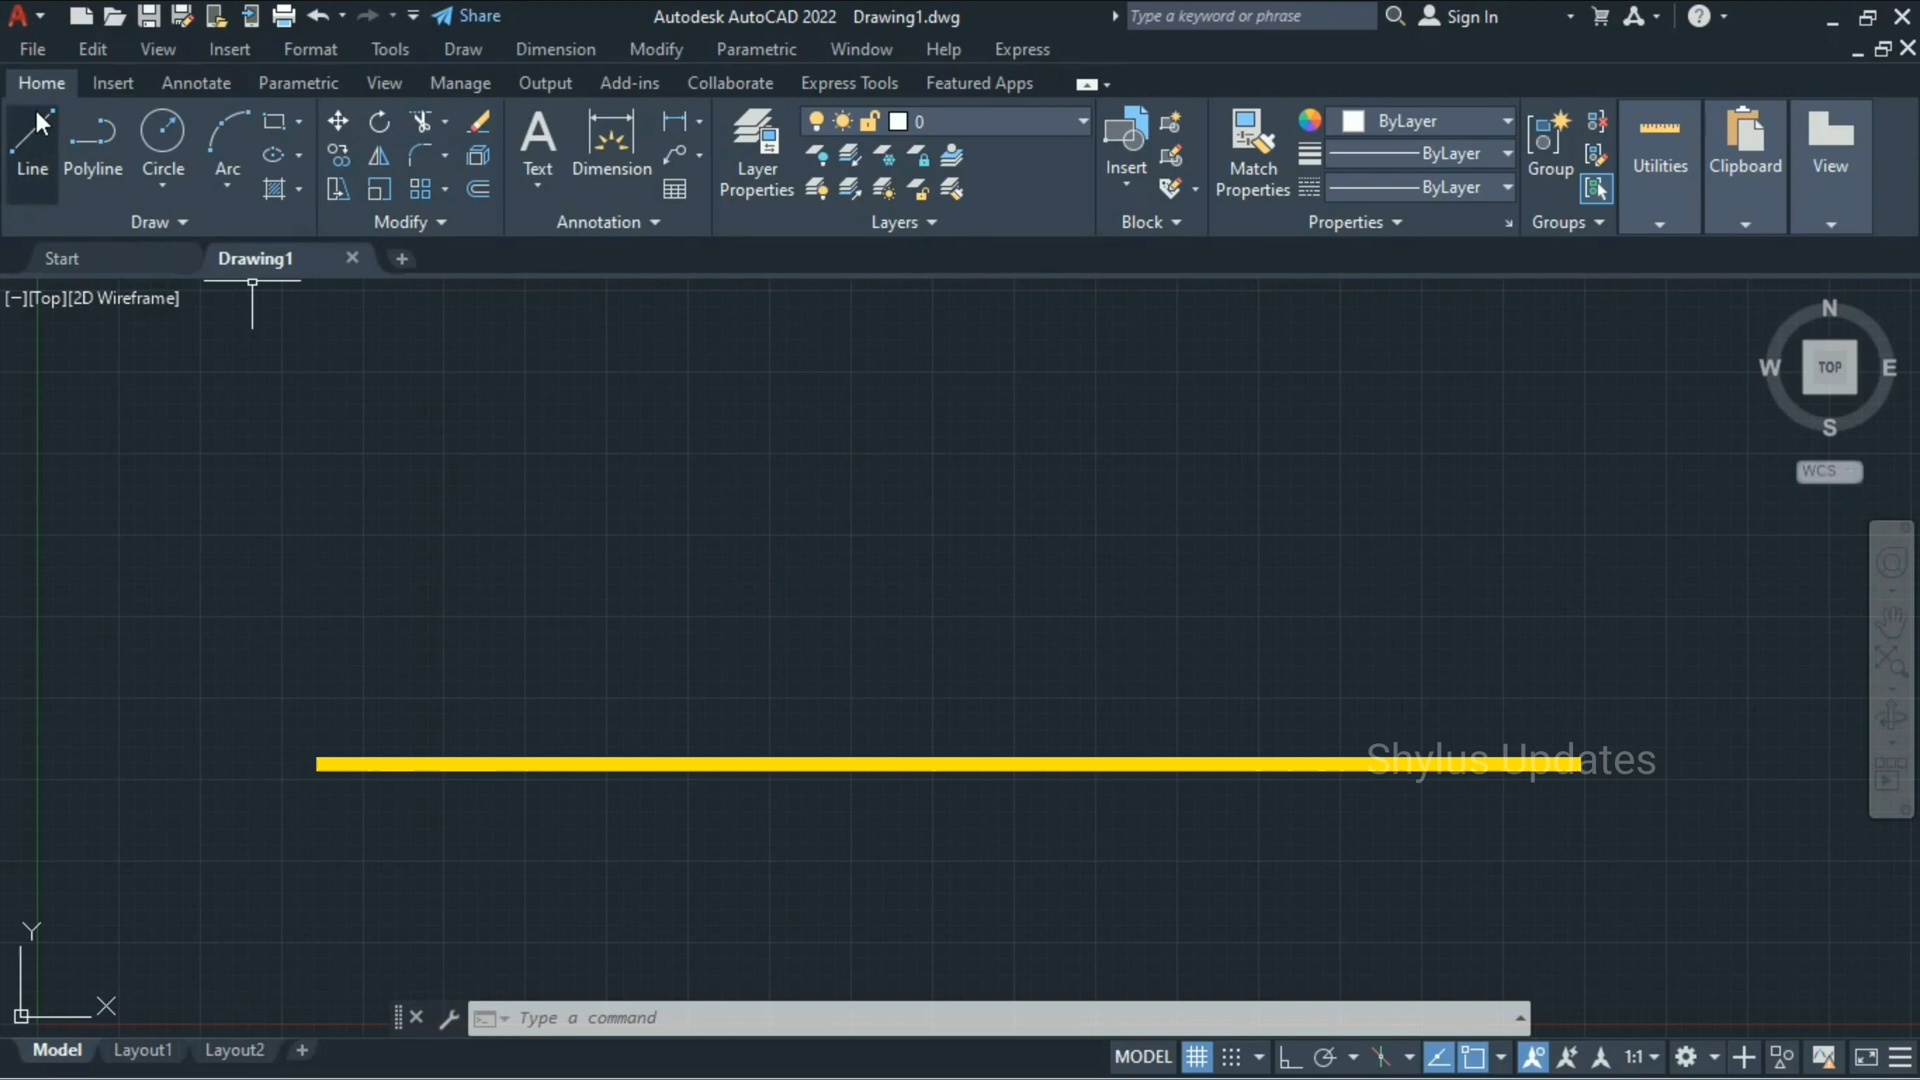 Share
Autodesk AutoCAD 2022 Drawing1.dwg
Type a keyword or phrase
Sign In
File Edit View Insert Format Tools Draw Dimension Modify Parametric Window Help Express
Home Insert Annotate Parametric View Manage Output Add-ins Collaborate Express Tools Featured Apps
0
ByLayer
ByLayer
ByLayer
Line Polyline Circle Arc
Text Dimension
Layer Properties
Insert
Match Properties
Group
Utilities
Clipboard
View
Draw Modify Annotation Layers Block Properties Groups
Start Drawing1
[−][Top][2D Wireframe]
N
W TOP E
S
WCS
Shylus Updates
Y
X
Type a command
Model Layout1 Layout2
MODEL
1:1